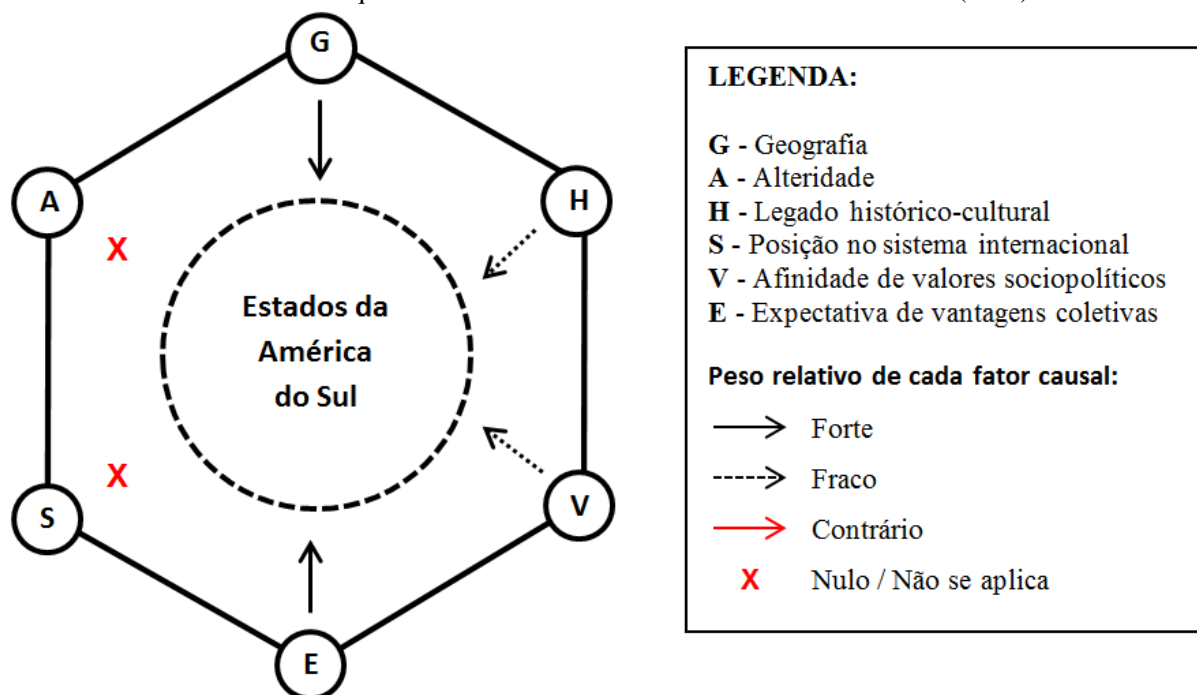 G
A
H
Estados da
América
do Sul
S
V
E
LEGENDA:
G - Geografia
A - Alteridade
H - Legado histórico-cultural
S - Posição no sistema internacional
V - Afinidade de valores sociopolíticos
E - Expectativa de vantagens coletivas
Peso relativo de cada fator causal:
Forte
Fraco
Contrário
X Nulo / Não se aplica
X
X